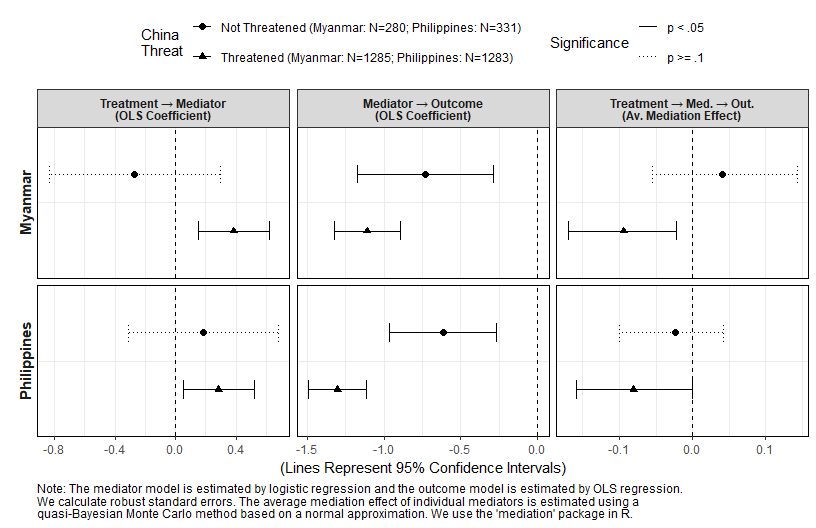 China
Threat
Not Threatened (Myanmar: N=280; Philippines: N=331)
Threatened (Myanmar: N=1285; Philippines: N=1283)
Significance
p < .05
p >= .1
Treatment → Mediator
(OLS Coefficient)
Mediator → Outcome
(OLS Coefficient)
Treatment → Med. → Out.
(Av. Mediation Effect)
Myanmar
Philippines
-0.8 -0.4 0.0 0.4
-1.5 -1.0 -0.5 0.0
-0.1 0.0 0.1
(Lines Represent 95% Confidence Intervals)
Note: The mediator model is estimated by logistic regression and the outcome model is estimated by OLS regression.
We calculate robust standard errors. The average mediation effect of individual mediators is estimated using a
quasi-Bayesian Monte Carlo method based on a normal approximation. We use the 'mediation' package in R.